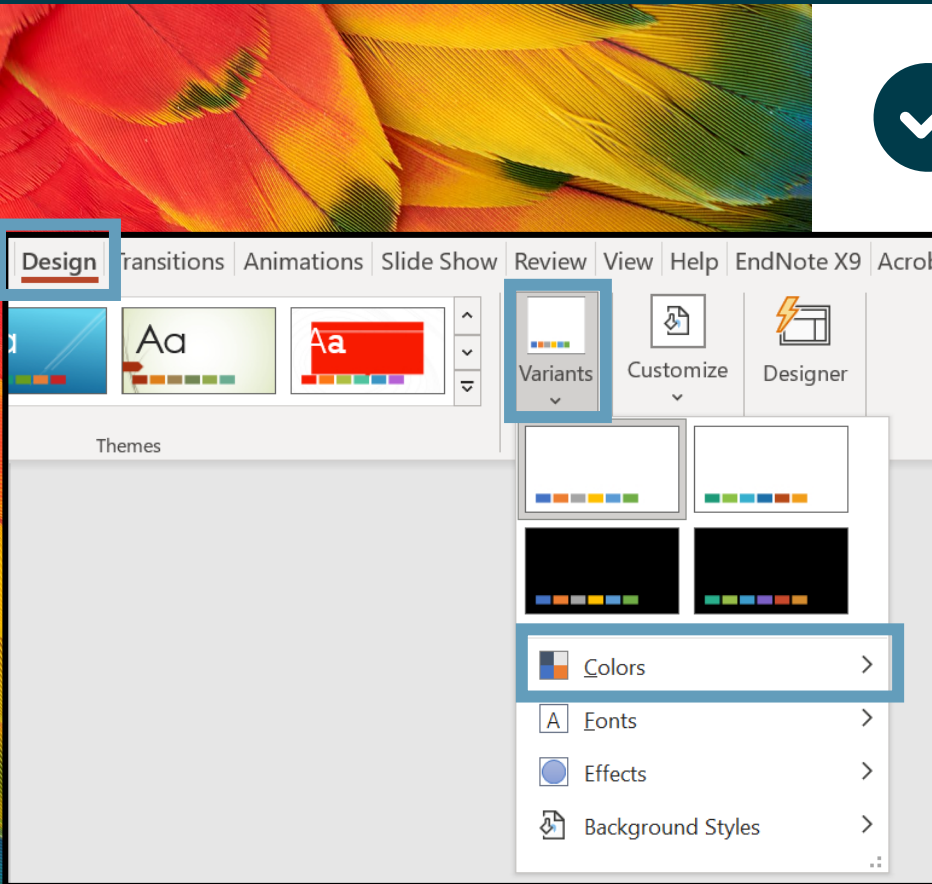 Design Transitions Animations Slide Show Review View Help EndNote X9 Acrob
a Aa Aa
Variants Customize Designer
Themes
Colors
A Fonts
Effects
Background Styles